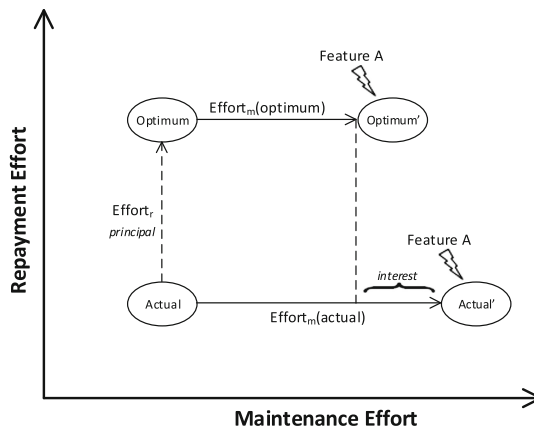 Feature A
Effortm(optimum)
Optimum
Optimum’
Effortr
principal
Feature A
interest
Actual
Actual’
Effortm(actual)
Repayment Effort
Maintenance Effort